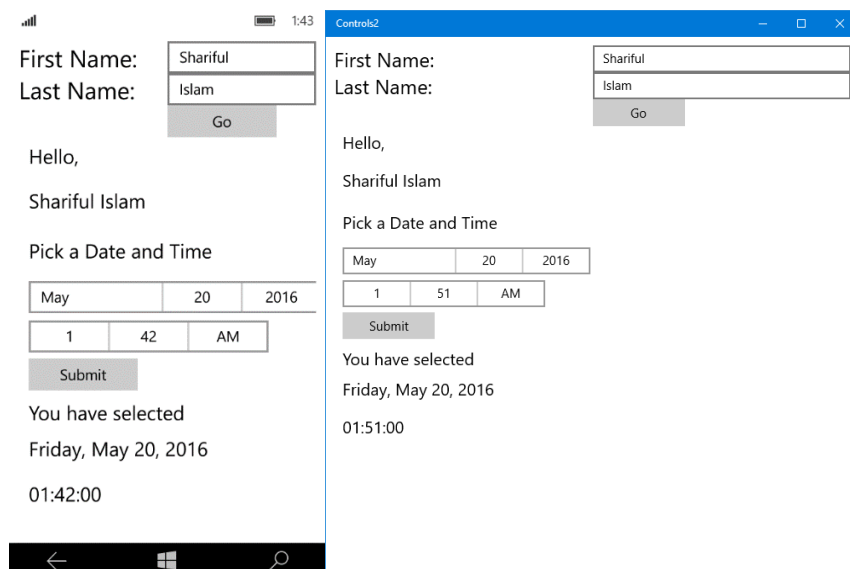 1:43
First Name: Shariful
Last Name: Islam
Go
Hello,
Shariful Islam
Pick a Date and Time
May 20 2016
1 42 AM
Submit
You have selected
Friday, May 20, 2016
01:42:00
Controls2
First Name: Shariful
Last Name: Islam
Go
Hello,
Shariful Islam
Pick a Date and Time
May 20 2016
1 51 AM
Submit
You have selected
Friday, May 20, 2016
01:51:00